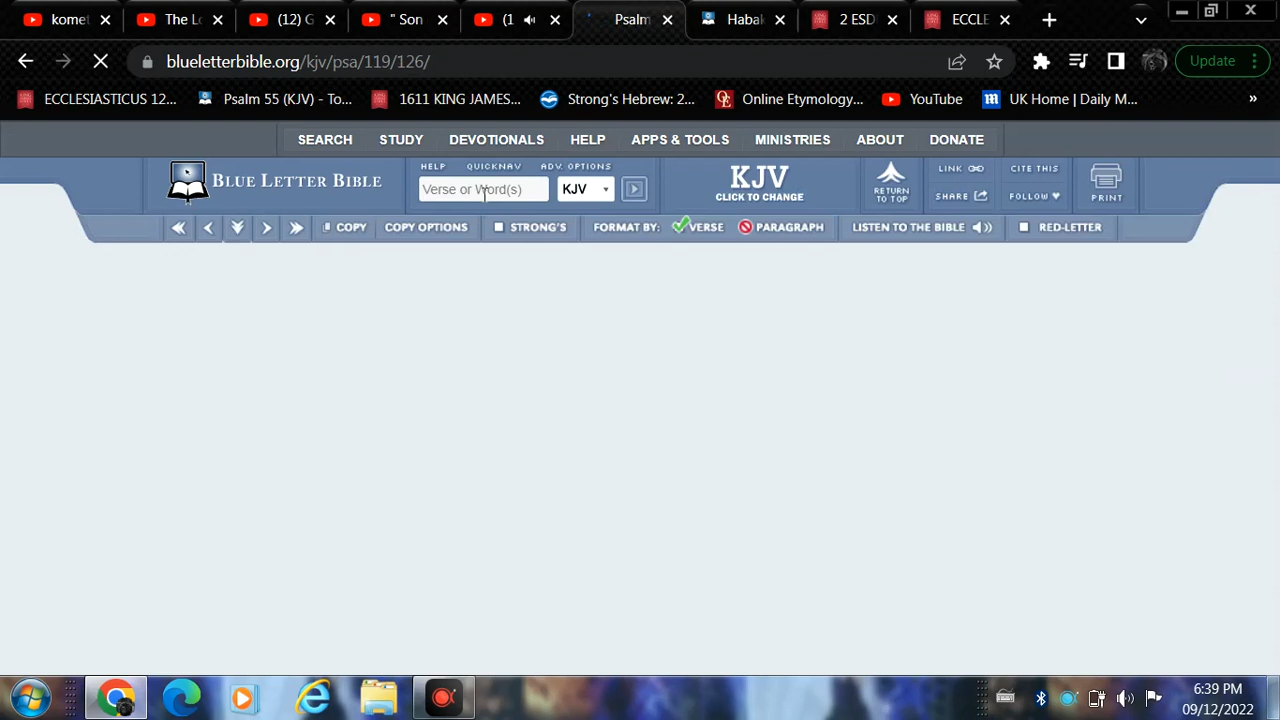 komet
The Lo
(12) G
" Son
(1
Psalm
Habak
2 ESD
ECCLE
blueletterbible.org/kjv/psa/119/126/
Update
ECCLESIASTICUS 12...
Psalm 55 (KJV) - To...
1611 KING JAMES...
Strong's Hebrew: 2...
Online Etymology...
YouTube
UK Home | Daily M...
»
SEARCH STUDY DEVOTIONALS HELP APPS & TOOLS MINISTRIES ABOUT DONATE
HELP QUICKNAV ADV. OPTIONS
BLUE LETTER BIBLE
Verse or Word(s)
KJV
KJV
CLICK TO CHANGE
RETURN
TO TOP
LINK
CITE THIS
SHARE
FOLLOW
PRINT
COPY COPY OPTIONS STRONG'S FORMAT BY: VERSE PARAGRAPH LISTEN TO THE BIBLE RED-LETTER
6:39 PM
09/12/2022